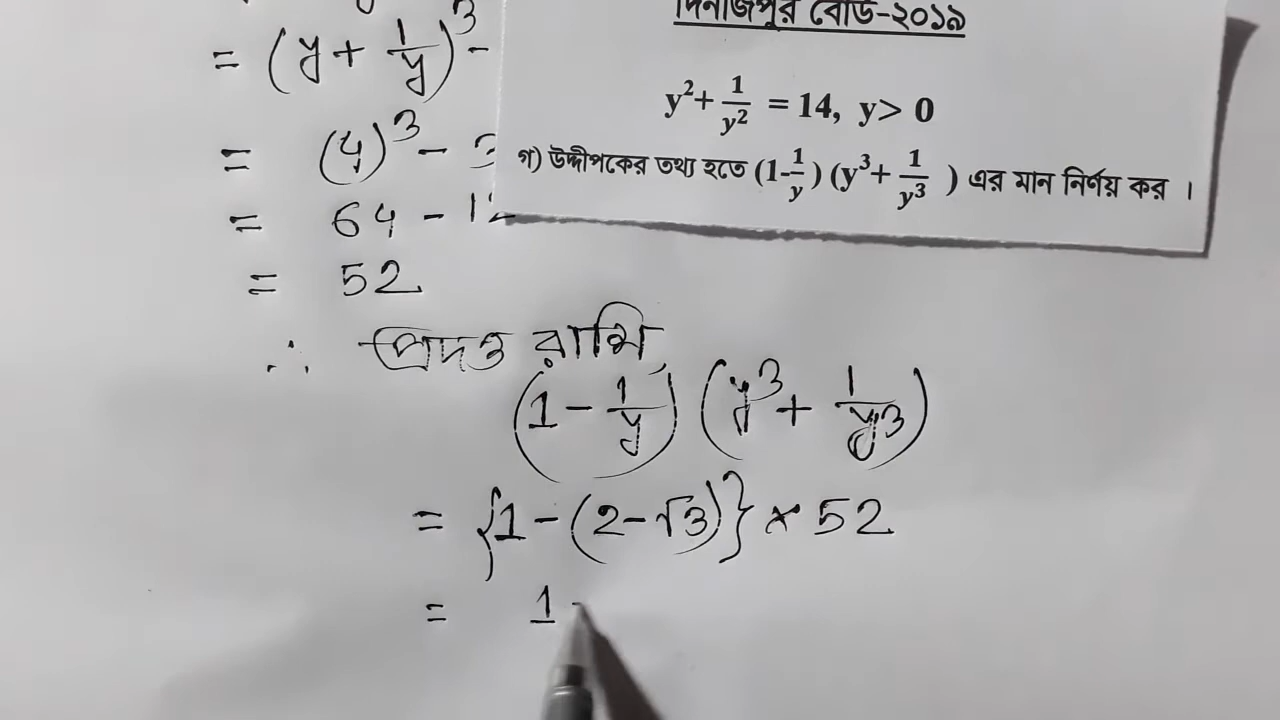 = (y + 1/y)³ -
= (4)³ - 3
= 64 - 12
= 52
∴ প্রদত্ত রাশি,
(1 - 1/y) (y³ + 1/y³)
= {1 - (2 - √3)} × 52
= 1 -
দিনাজপুর বোর্ড-২০১৯
y² + 1/y² = 14, y > 0
গ) উদ্দীপকের তথ্য হতে (1-1/y) (y³ + 1/y³) এর মান নির্ণয় কর ।